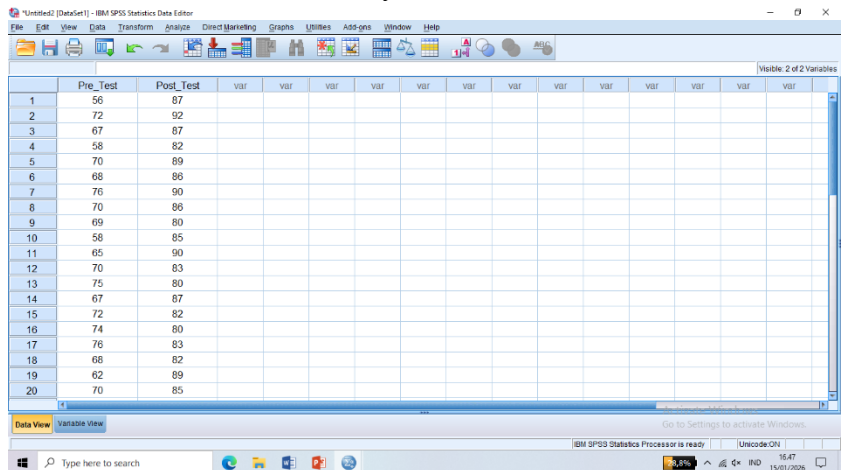 *Untitled2 [DataSet1] - IBM SPSS Statistics Data Editor
File Edit View Data Transform Analyze Direct Marketing Graphs Utilities Add-ons Window Help
Visible: 2 of 2 Variables
Pre_Test Post_Test var var var var var var var var var var var var var
1 56 87
2 72 92
3 67 87
4 58 82
5 70 89
6 68 86
7 76 90
8 70 86
9 69 80
10 58 85
11 65 90
12 70 83
13 75 80
14 67 87
15 72 82
16 74 80
17 76 83
18 68 82
19 62 89
20 70 85
Data View Variable View
Go to Settings to activate Windows.
IBM SPSS Statistics Processor is ready Unicode:ON
Type here to search
IND
16.47
15/01/2026